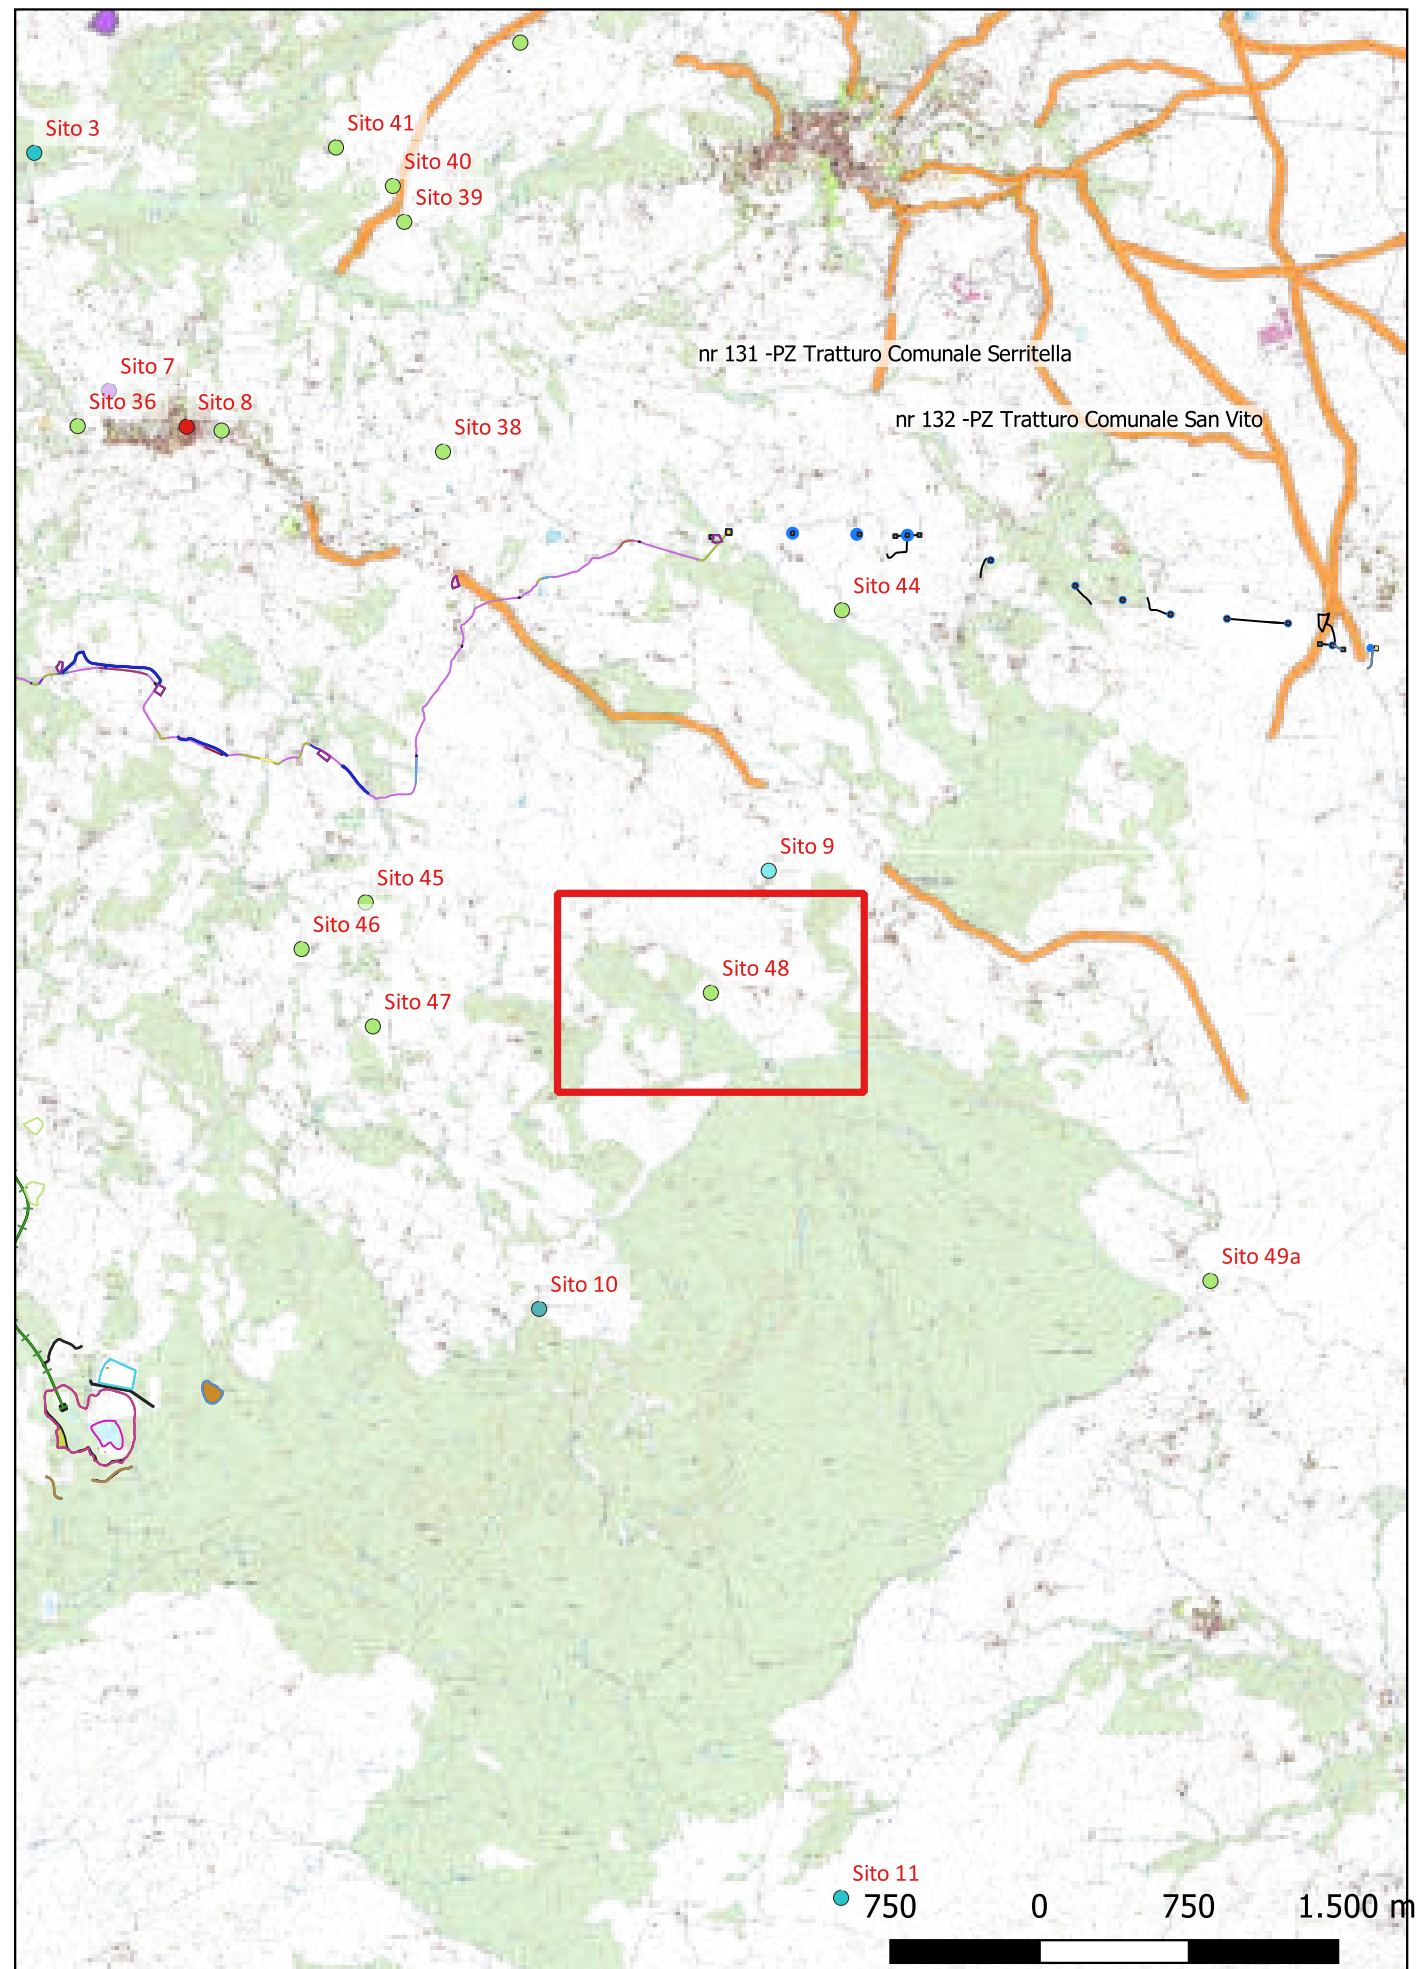 Sito 41
Sito 3
Sito 40
Sito 39
nr 131 -PZ Tratturo Comunale Serritella
Sito 7
Sito 36
Sito 8
nr 132 -PZ Tratturo Comunale San Vito
Sito 38
Sito 44
Sito 9
Sito 45
Sito 46
Sito 48
Sito 47
Sito 49a
Sito 10
Sito 11
750 0 750 1.500 m